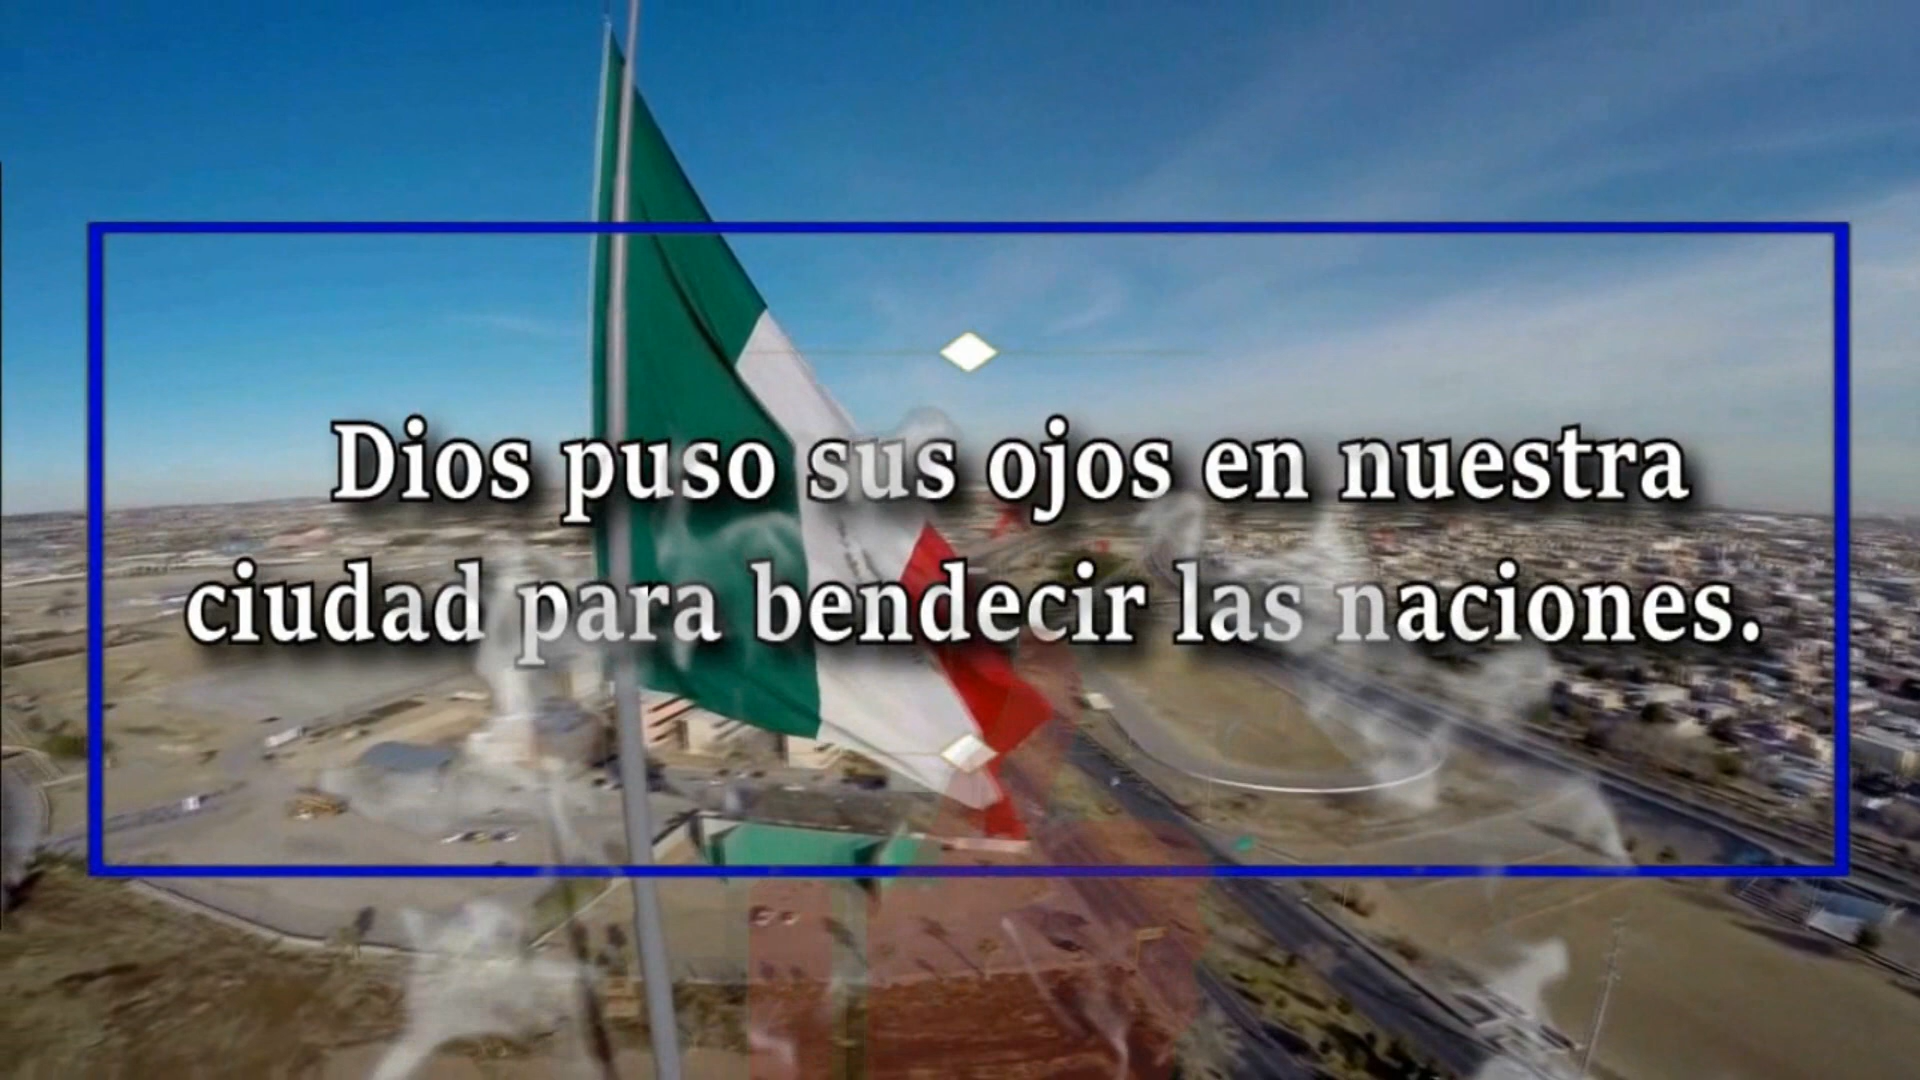 Dios puso sus ojos en nuestra
ciudad para bendecir las naciones.